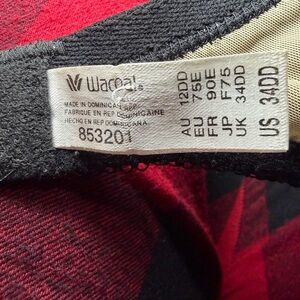 Wacoal®
MADE IN DOMINICAN REP.
FABRIQUE EN REP DOMINICAINE
HECHO EN REP DOMINICANA
853201
AU 12DD
EU 75E
FR 90E
JP F75
UK 34DD
US 34DD